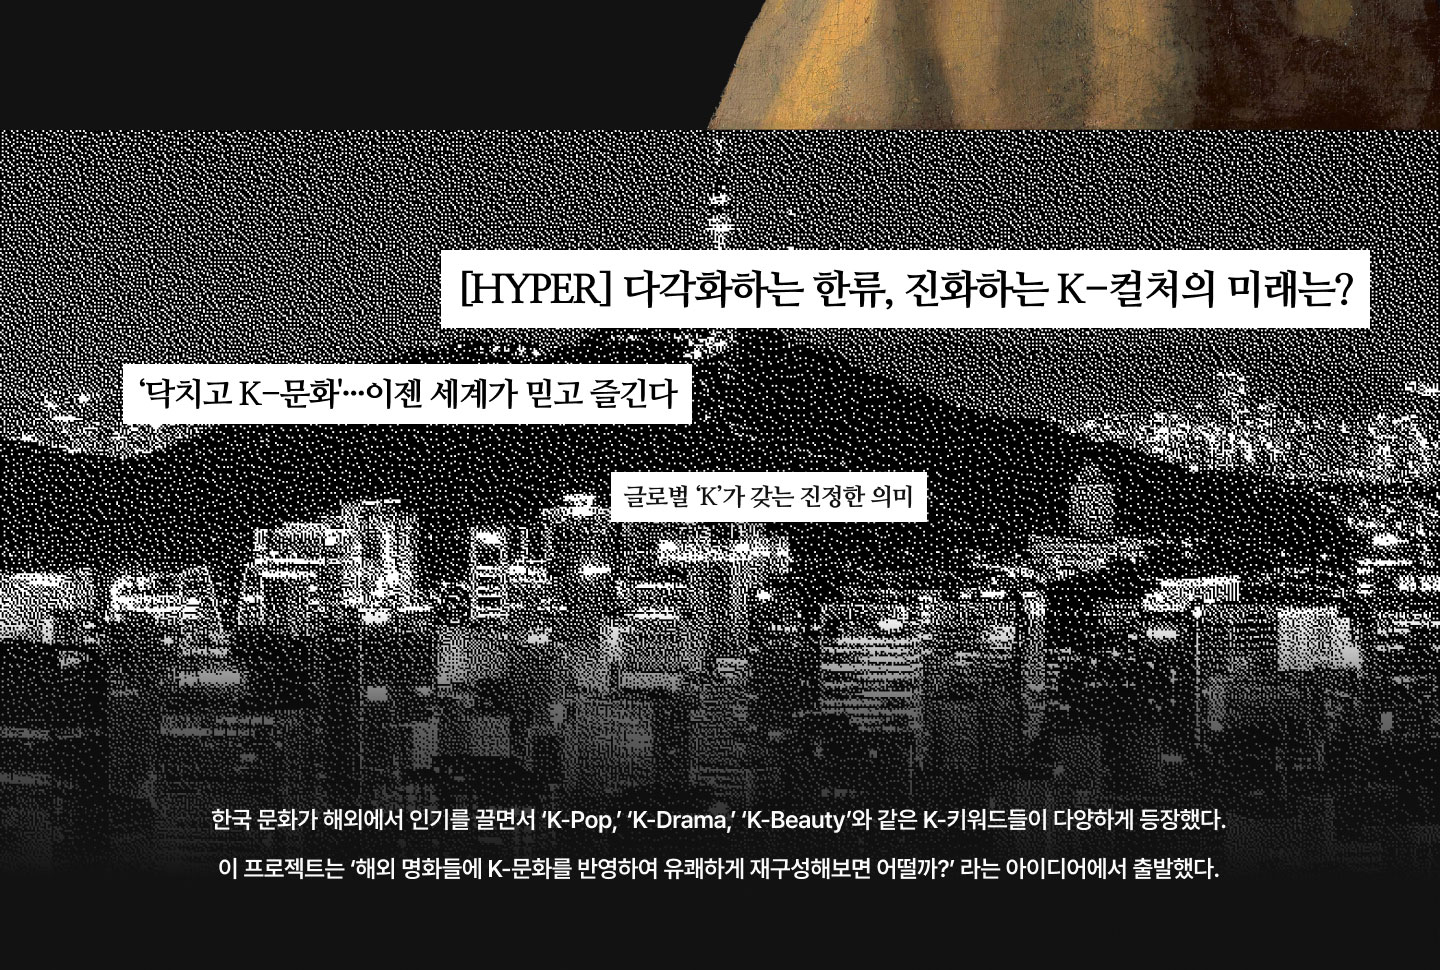 [HYPER] 다각화하는 한류, 진화하는 K-컬처의 미래는?
‘닥치고 K-문화'…이젠 세계가 믿고 즐긴다
글로벌 ‘K’가 갖는 진정한 의미
한국 문화가 해외에서 인기를 끌면서 ‘K-Pop,’ ‘K-Drama,’ ‘K-Beauty’와 같은 K-키워드들이 다양하게 등장했다.
이 프로젝트는 ‘해외 명화들에 K-문화를 반영하여 유쾌하게 재구성해보면 어떨까?’ 라는 아이디어에서 출발했다.